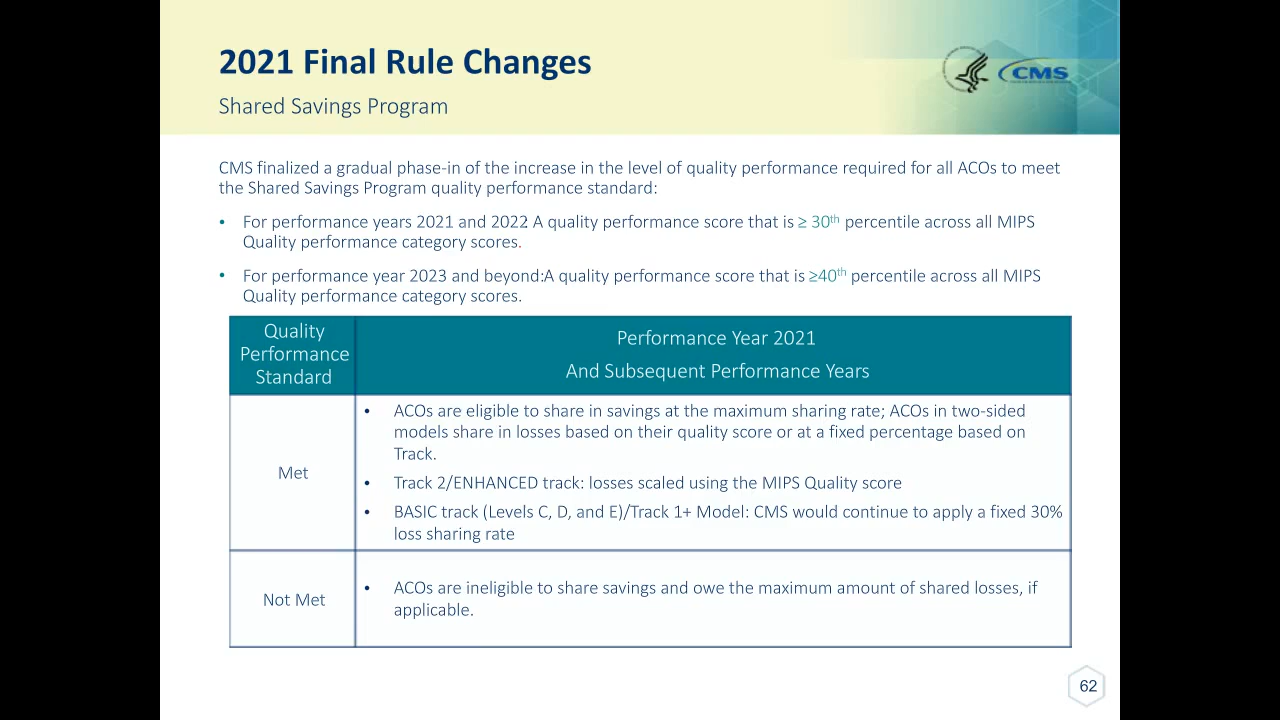 2021 Final Rule Changes
Shared Savings Program
CMS
CMS finalized a gradual phase-in of the increase in the level of quality performance required for all ACOs to meet
the Shared Savings Program quality performance standard:
• For performance years 2021 and 2022: A quality performance score that is ≥ 30th percentile across all MIPS
Quality performance category scores.
• For performance year 2023 and beyond:A quality performance score that is ≥40th percentile across all MIPS
Quality performance category scores.
Quality
Performance
Standard
Performance Year 2021
And Subsequent Performance Years
Met
• ACOs are eligible to share in savings at the maximum sharing rate; ACOs in two-sided
models share in losses based on their quality score or at a fixed percentage based on
Track.
• Track 2/ENHANCED track: losses scaled using the MIPS Quality score
• BASIC track (Levels C, D, and E)/Track 1+ Model: CMS would continue to apply a fixed 30%
loss sharing rate
Not Met
• ACOs are ineligible to share savings and owe the maximum amount of shared losses, if
applicable.
62